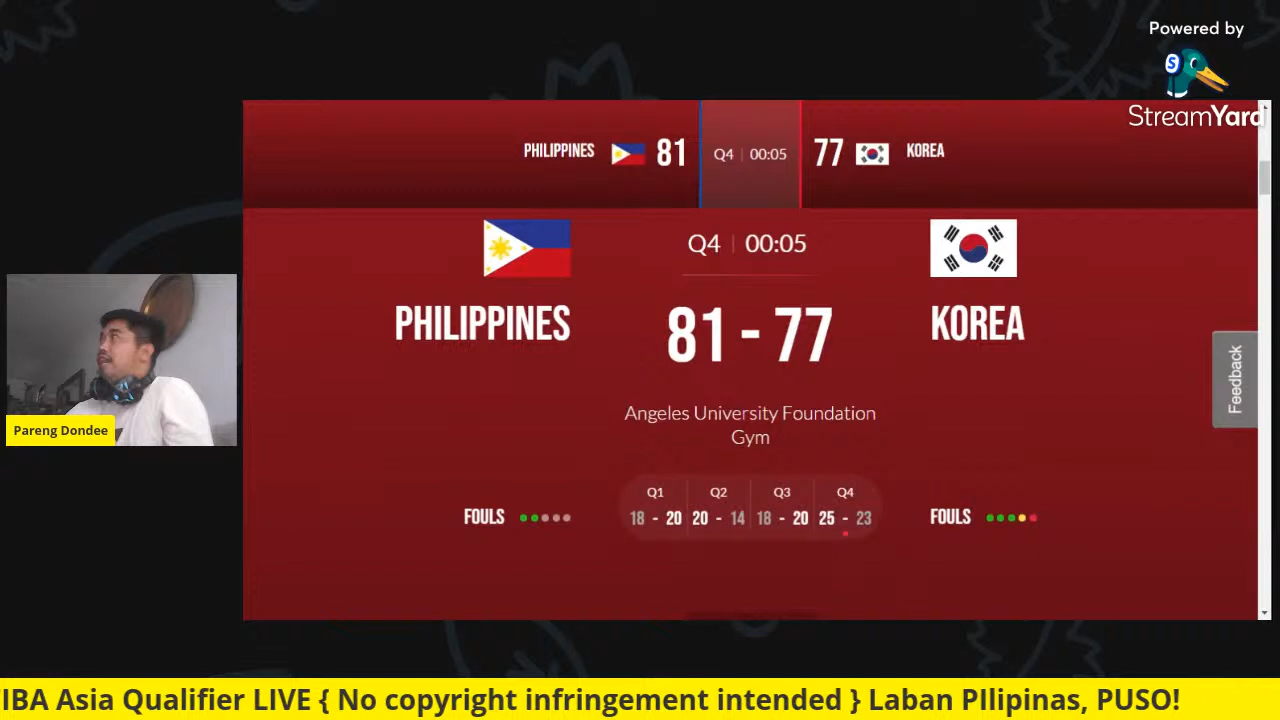 Powered by
S
StreamYard
PHILIPPINES 81 Q4 00:05 77 KOREA
Q4 00:05
PHILIPPINES 81 - 77 KOREA
Feedback
Angeles University Foundation
Gym
Pareng Dondee
Q1 Q2 Q3 Q4
FOULS 18 - 20 20 - 14 18 - 20 25 - 23 FOULS
IBA Asia Qualifier LIVE { No copyright infringement intended } Laban PIlipinas, PUSO!